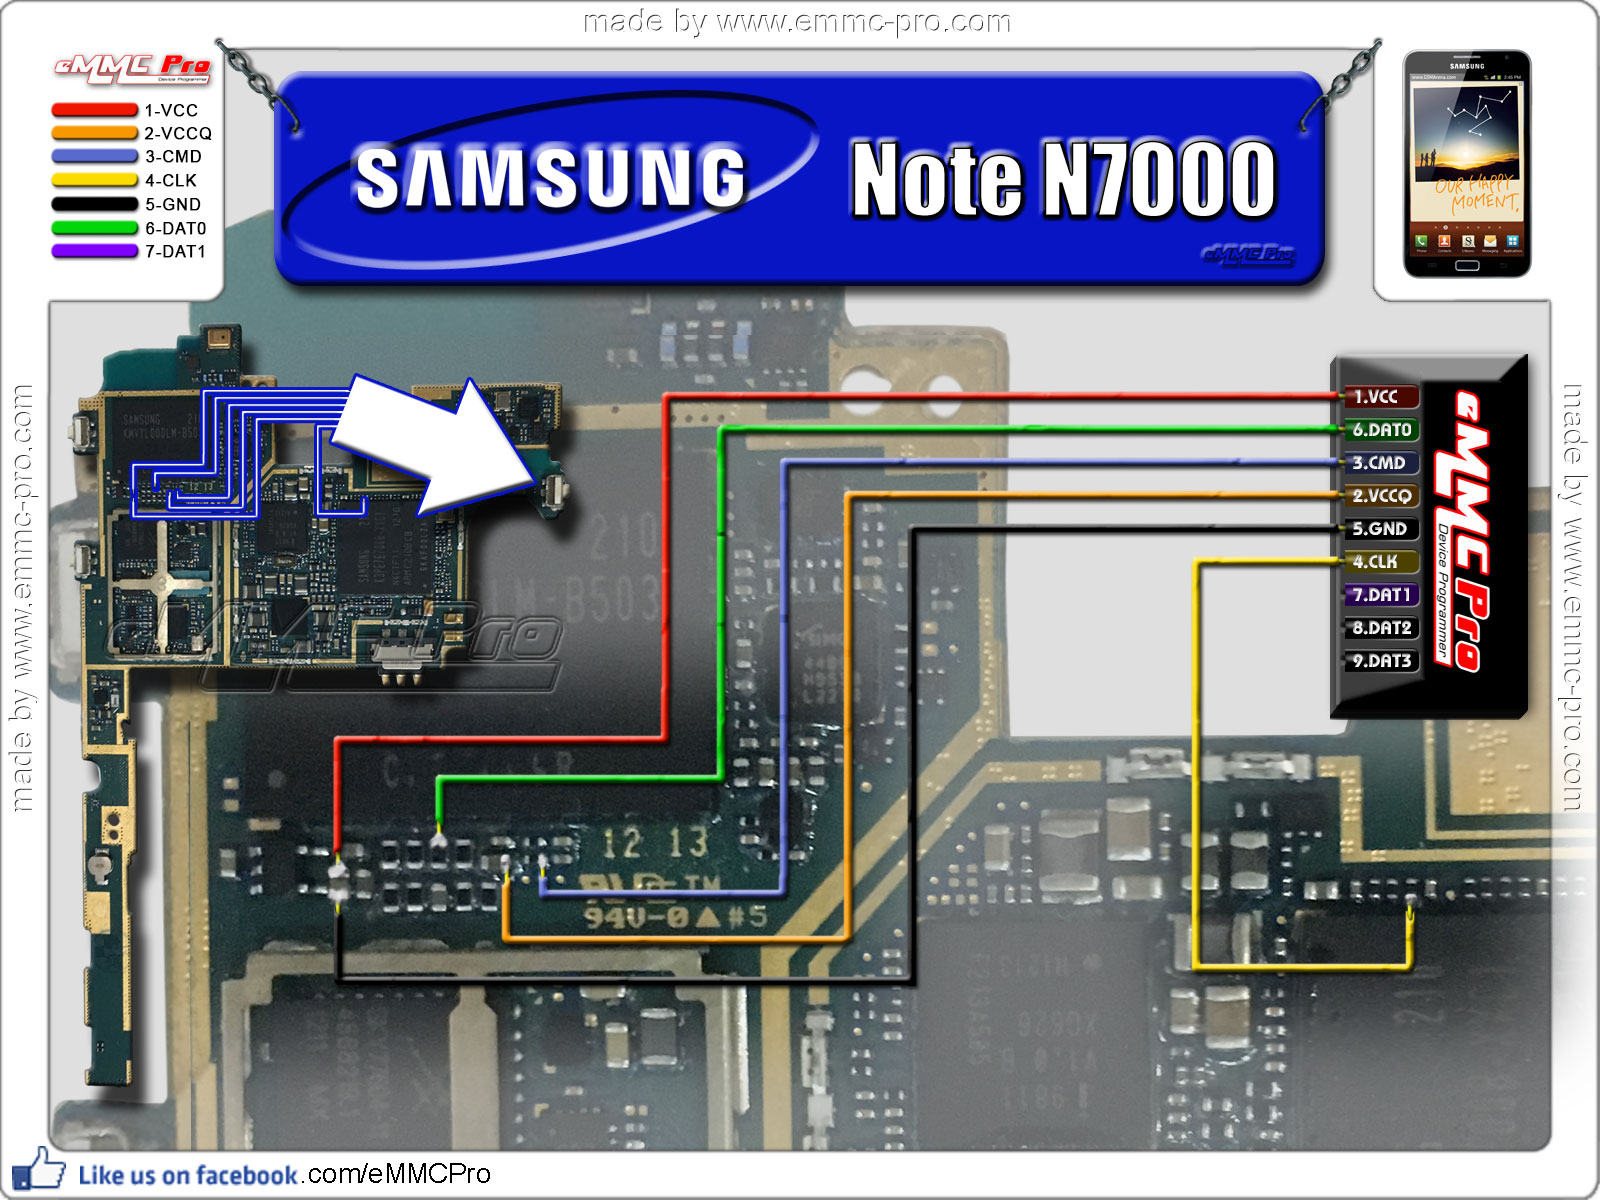 made by www.emmc-pro.com
eMMC Pro
Device Programmer
1-VCC
2-VCCQ
3-CMD
4-CLK
5-GND
6-DAT0
7-DAT1
SAMSUNG
Note N7000
eMMC Pro
SAMSUNG
OUR HAPPY
MOMENT.
made by www.emmc-pro.com
made by www.emmc-pro.com
1.VCC
6.DAT0
3.CMD
2.VCCQ
5.GND
4.CLK
7.DAT1
8.DAT2
9.DAT3
eMMC Pro
Device Programmer
SAMSUNG
12 13
210
B503
eMMC Pro
12 13
TM
94V-0 #5
Like us on facebook.com/eMMCPro